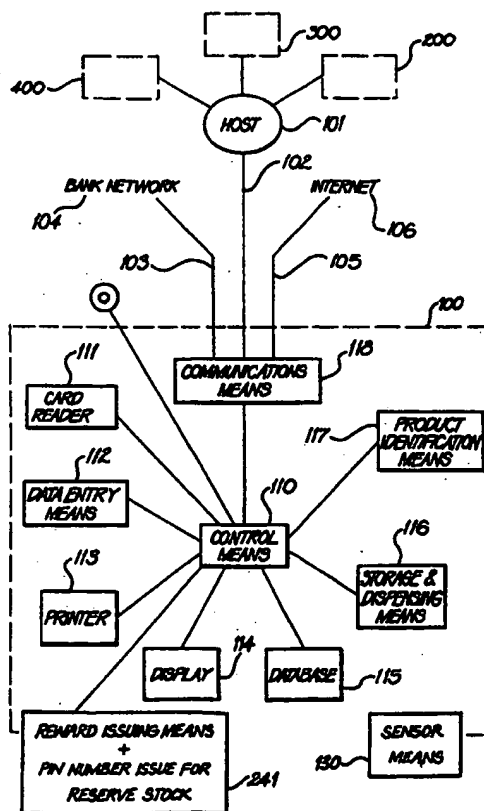 300
400
200
HOST
101
102
BANK NETWORK
INTERNET
104
106
103
105
100
111
CARD
READER
COMMUNICATIONS
MEANS
118
117
PRODUCT
IDENTIFICATION
MEANS
112
DATA ENTRY
MEANS
110
CONTROL
MEANS
116
STORAGE &
DISPENSING
MEANS
113
PRINTER
DISPLAY
114
DATABASE
115
REWARD ISSUING MEANS
+
PIN NUMBER ISSUE FOR
RESERVE STOCK
241
SENSOR
MEANS
130